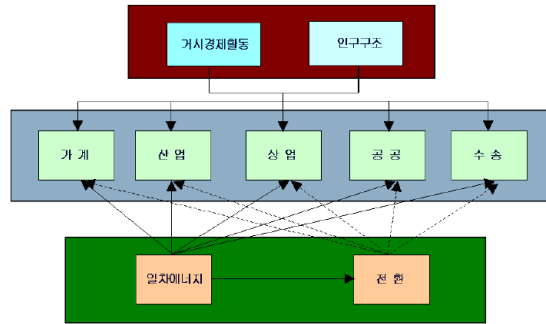 거시경제활동
인구구조
가 계
산 업
상 업
공 공
수 송
일차에너지
전 환